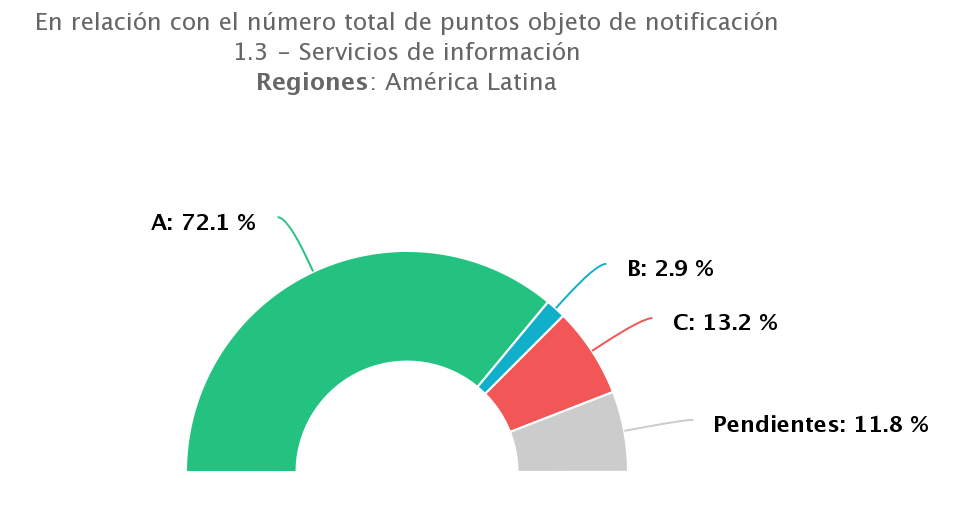 En relación con el número total de puntos objeto de notificación
1.3 – Servicios de información
Regiones: América Latina
A: 72.1 %
B: 2.9 %
C: 13.2 %
Pendientes: 11.8 %